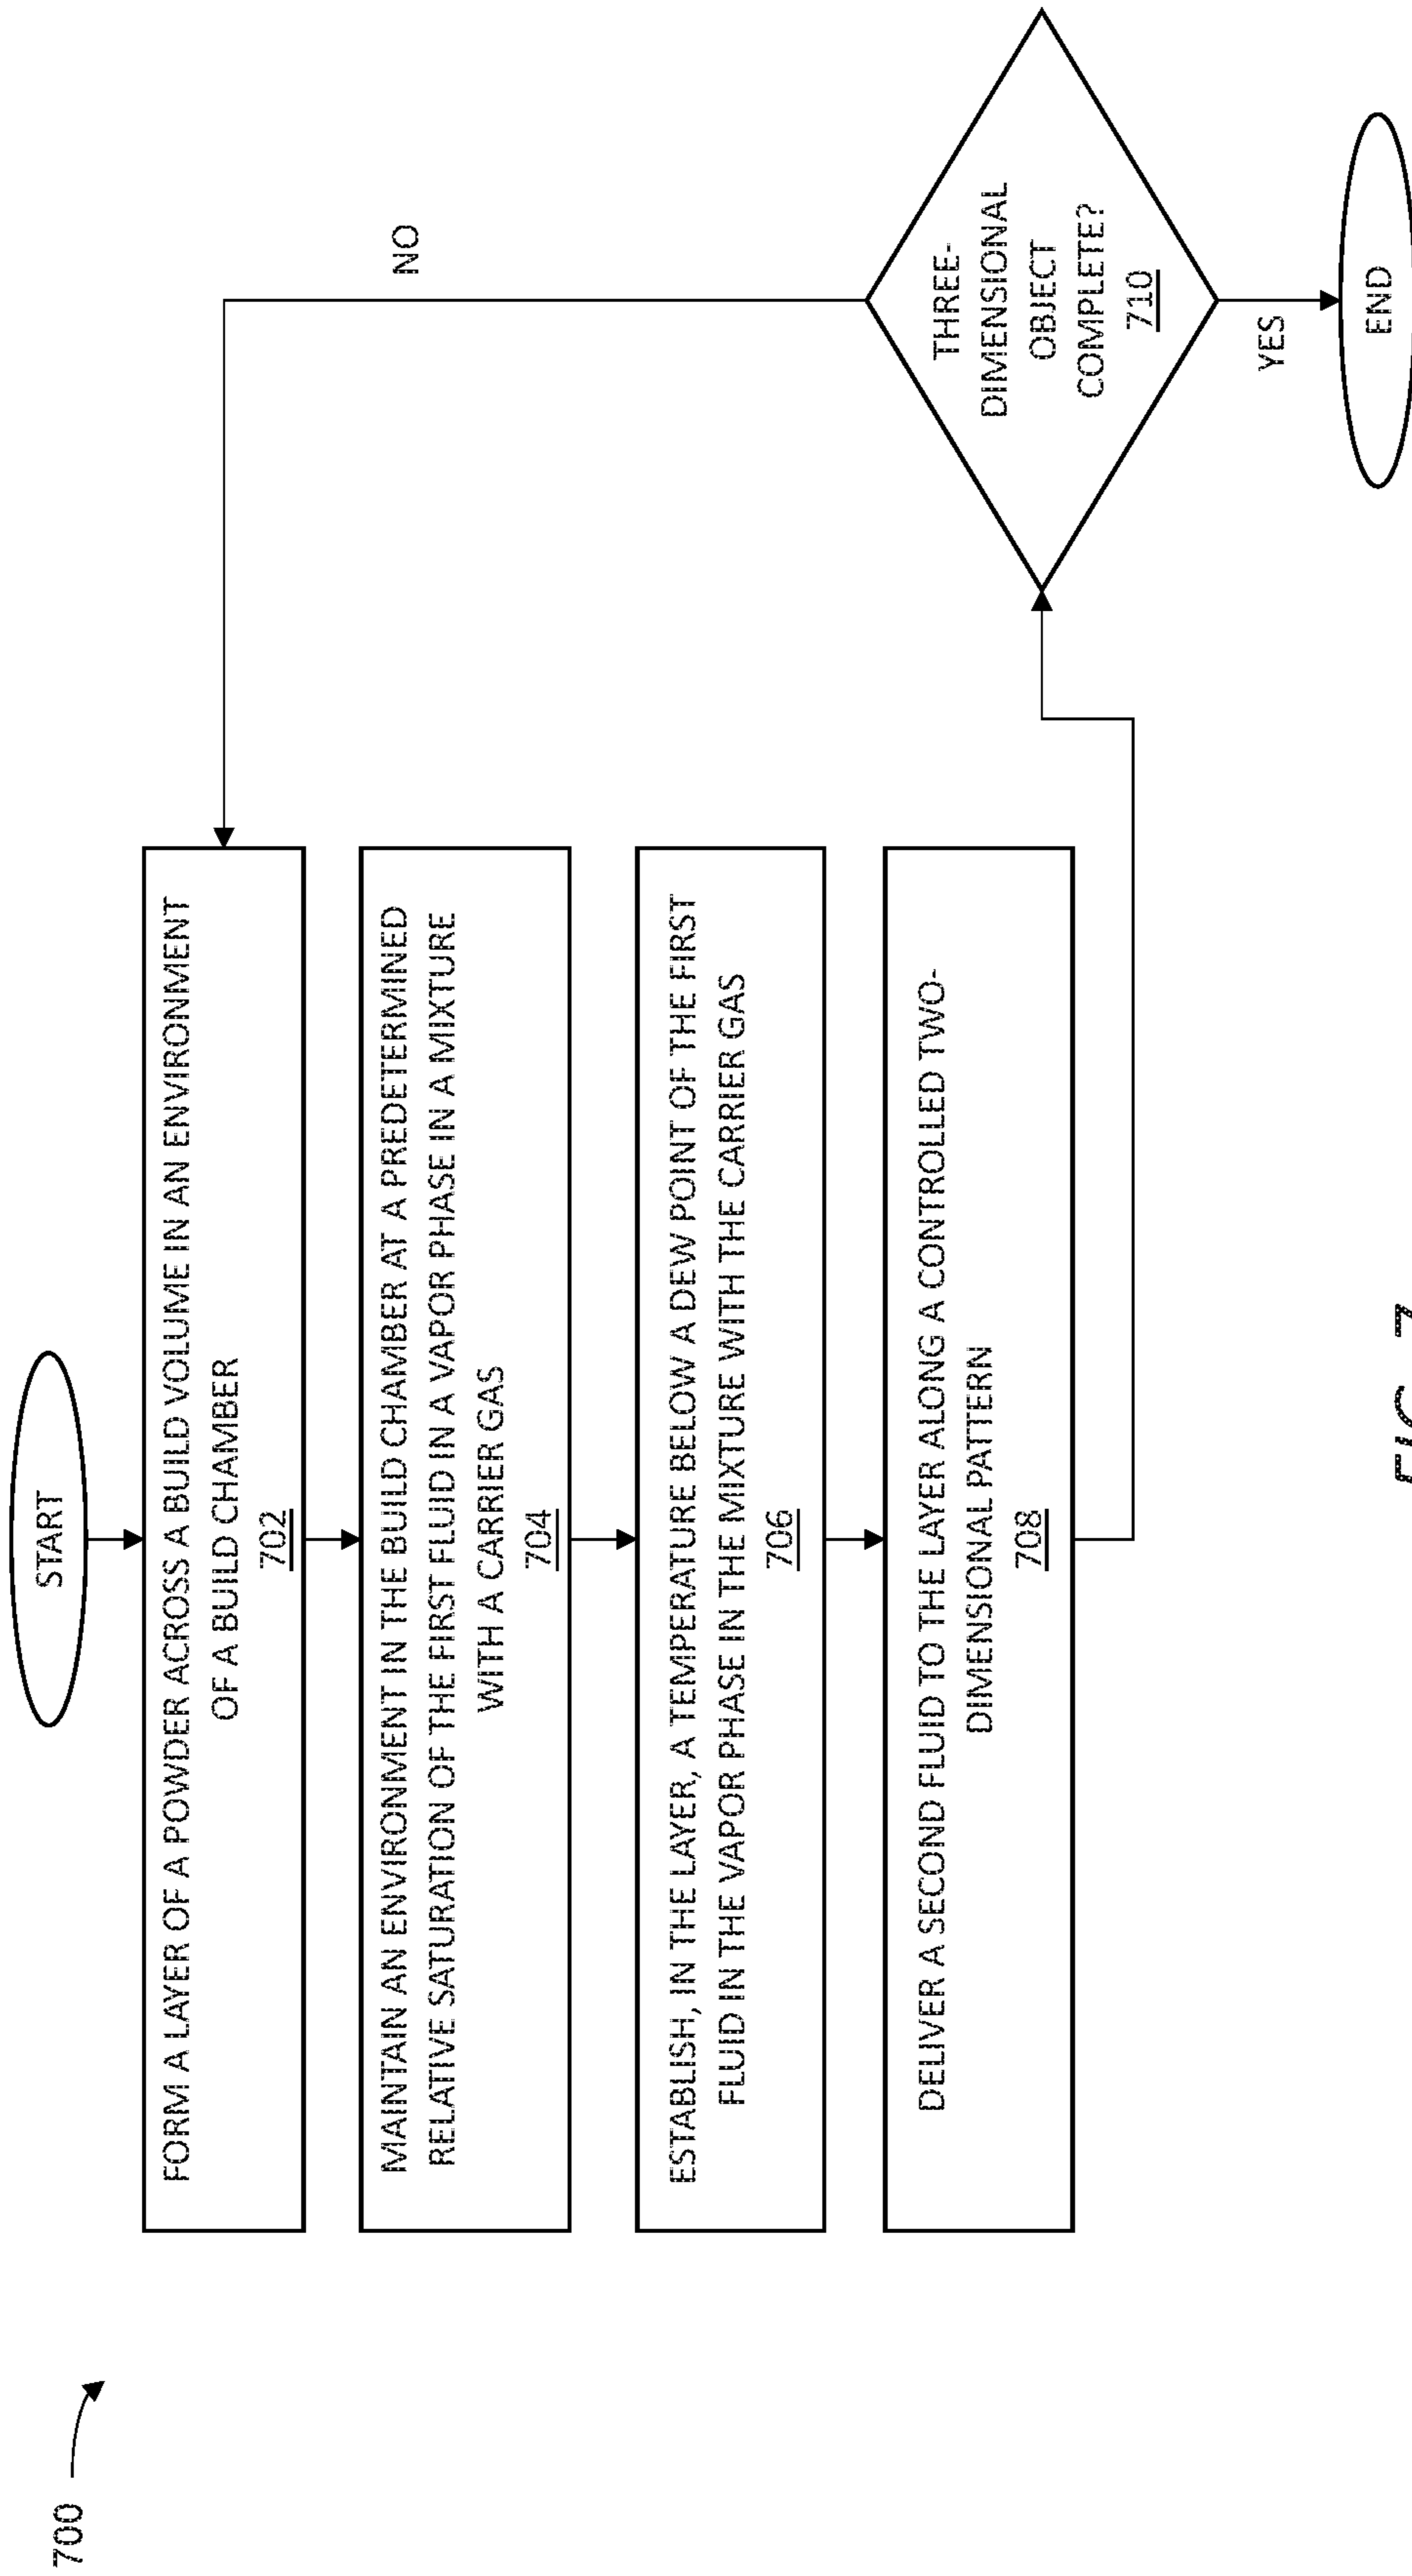 700
START
FORM A LAYER OF A POWDER ACROSS A BUILD VOLUME IN AN ENVIRONMENT
OF A BUILD CHAMBER
702
MAINTAIN AN ENVIRONMENT IN THE BUILD CHAMBER AT A PREDETERMINED
RELATIVE SATURATION OF THE FIRST FLUID IN A VAPOR PHASE IN A MIXTURE
WITH A CARRIER GAS
704
ESTABLISH, IN THE LAYER, A TEMPERATURE BELOW A DEW POINT OF THE FIRST
FLUID IN THE VAPOR PHASE IN THE MIXTURE WITH THE CARRIER GAS
706
DELIVER A SECOND FLUID TO THE LAYER ALONG A CONTROLLED TWO-
DIMENSIONAL PATTERN
708
NO
THREE-
DIMENSIONAL
OBJECT
COMPLETE?
710
YES
END